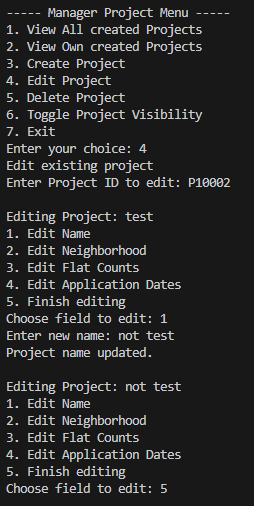 ----- Manager Project Menu -----
1. View All created Projects
2. View Own created Projects
3. Create Project
4. Edit Project
5. Delete Project
6. Toggle Project Visibility
7. Exit
Enter your choice: 4
Edit existing project
Enter Project ID to edit: P10002

Editing Project: test
1. Edit Name
2. Edit Neighborhood
3. Edit Flat Counts
4. Edit Application Dates
5. Finish editing
Choose field to edit: 1
Enter new name: not test
Project name updated.

Editing Project: not test
1. Edit Name
2. Edit Neighborhood
3. Edit Flat Counts
4. Edit Application Dates
5. Finish editing
Choose field to edit: 5